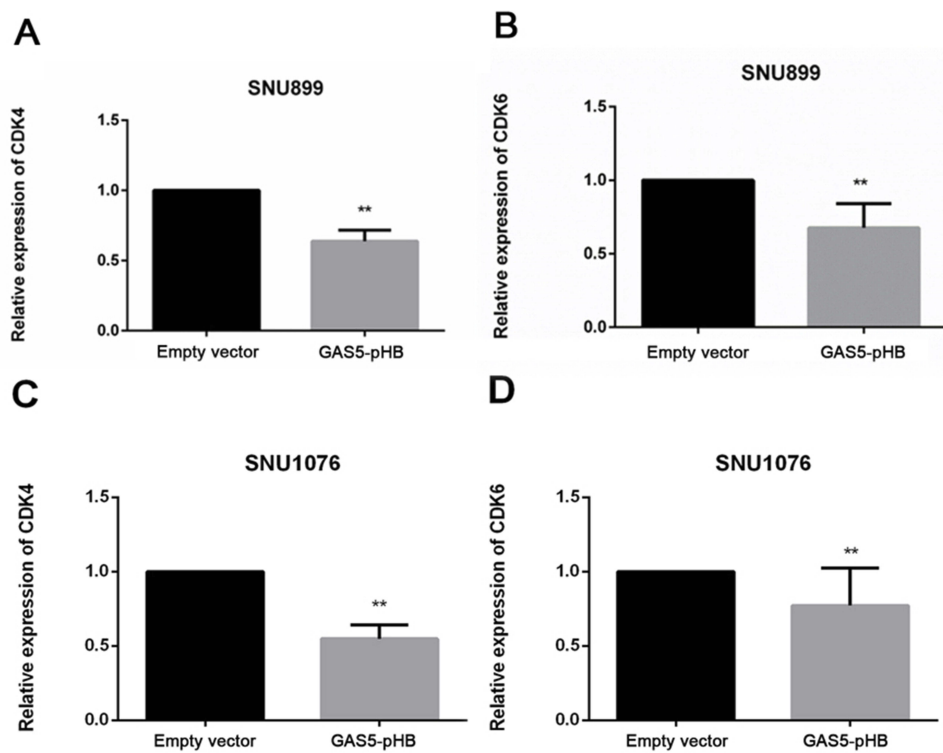 A
SNU899
Relative expression of CDK4
1.5
1.0
0.5
0.0
**
Empty vector
GAS5-pHB
B
SNU899
Relative expression of CDK6
1.5
1.0
0.5
0.0
**
Empty vector
GAS5-pHB
C
SNU1076
Relative expression of CDK4
1.5
1.0
0.5
0.0
**
Empty vector
GAS5-pHB
D
SNU1076
Relative expression of CDK6
1.5
1.0
0.5
0.0
**
Empty vector
GAS5-pHB